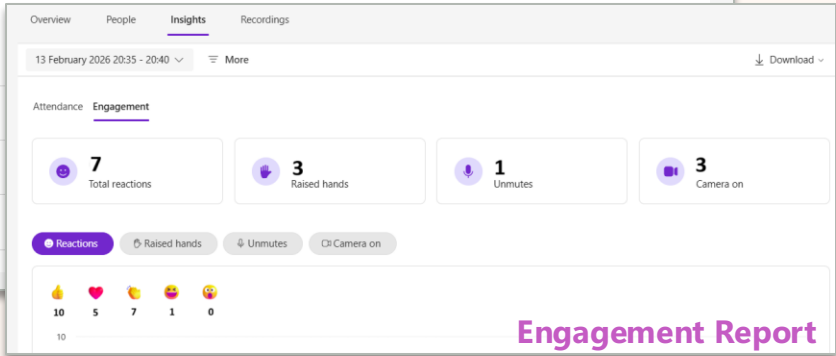 Overview People Insights Recordings
13 February 2026 20:35 - 20:40 More Download
Attendance Engagement
7 3 1 3
Total reactions Raised hands Unmutes Camera on
Reactions Raised hands Unmutes Camera on
10 5 7 1 0
10
Engagement Report